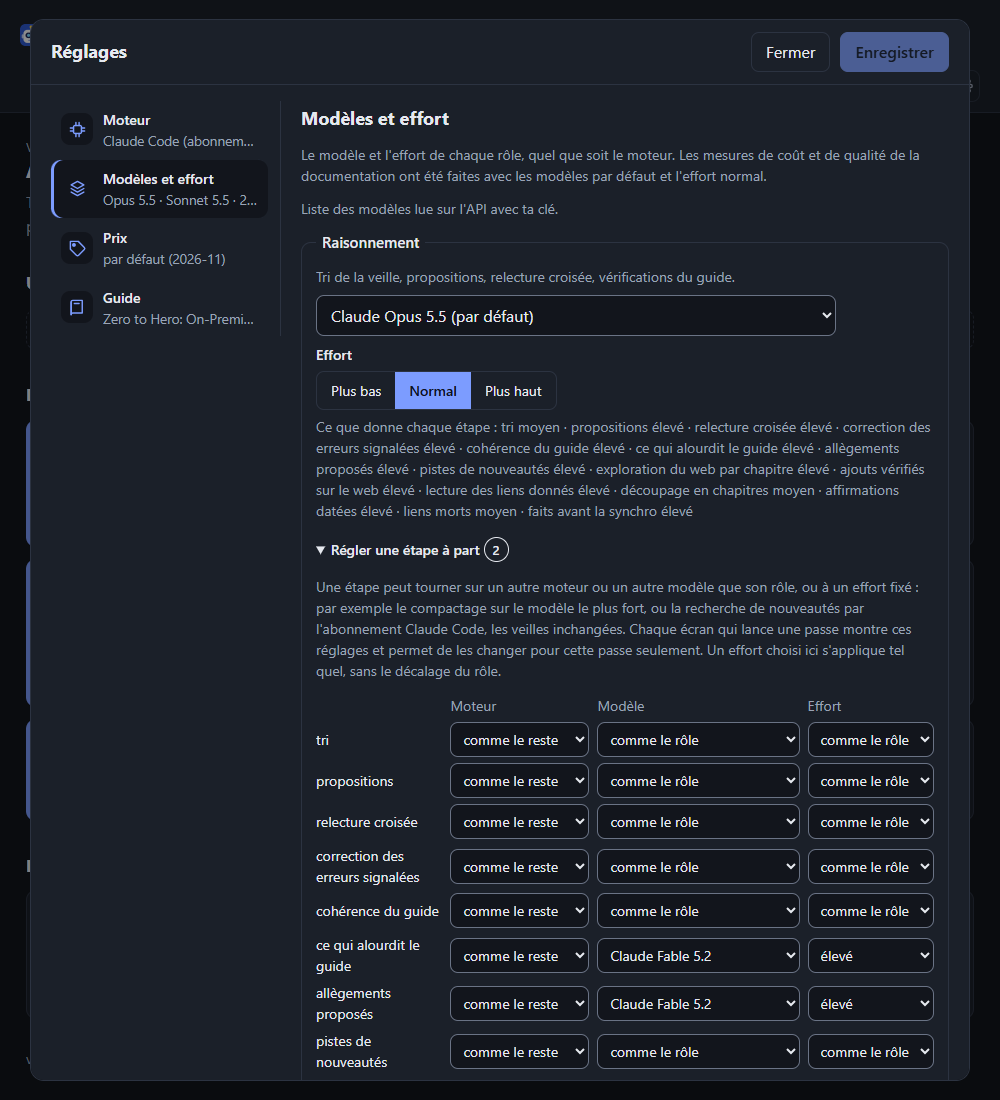 Réglages
Fermer
Enregistrer
Moteur
Claude Code (abonnem...
Modèles et effort
Opus 5.5 · Sonnet 5.5 · 2...
Prix
par défaut (2026-11)
Guide
Zero to Hero: On-Premi...
Modèles et effort
Le modèle et l'effort de chaque rôle, quel que soit le moteur. Les mesures de coût et de qualité de la
documentation ont été faites avec les modèles par défaut et l'effort normal.
Liste des modèles lue sur l'API avec ta clé.
Raisonnement
Tri de la veille, propositions, relecture croisée, vérifications du guide.
Claude Opus 5.5 (par défaut)
Effort
Plus bas
Normal
Plus haut
Ce que donne chaque étape : tri moyen · propositions élevé · relecture croisée élevé · correction des
erreurs signalées élevé · cohérence du guide élevé · ce qui alourdit le guide élevé · allègements
proposés élevé · pistes de nouveautés élevé · exploration du web par chapitre élevé · ajouts vérifiés
sur le web élevé · lecture des liens donnés élevé · découpage en chapitres moyen · affirmations
datées élevé · liens morts moyen · faits avant la synchro élevé
▼ Régler une étape à part 2
Une étape peut tourner sur un autre moteur ou un autre modèle que son rôle, ou à un effort fixé :
par exemple le compactage sur le modèle le plus fort, ou la recherche de nouveautés par
l'abonnement Claude Code, les veilles inchangées. Chaque écran qui lance une passe montre ces
réglages et permet de les changer pour cette passe seulement. Un effort choisi ici s'applique tel
quel, sans le décalage du rôle.
Moteur Modèle Effort
tri comme le reste comme le rôle comme le rôle
propositions comme le reste comme le rôle comme le rôle
relecture croisée comme le reste comme le rôle comme le rôle
correction des
erreurs signalées comme le reste comme le rôle comme le rôle
cohérence du guide comme le reste comme le rôle comme le rôle
ce qui alourdit le
guide comme le reste Claude Fable 5.2 élevé
allègements
proposés comme le reste Claude Fable 5.2 élevé
pistes de
nouveautés comme le reste comme le rôle comme le rôle